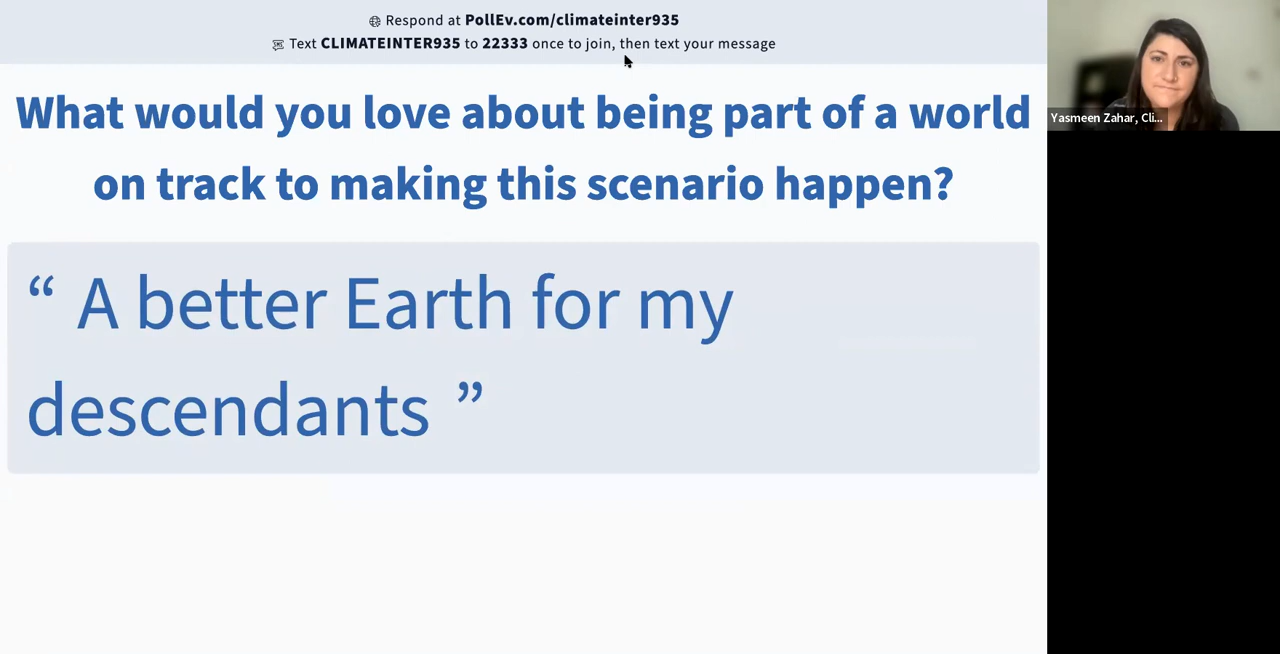 Respond at PollEv.com/climateinter935
Text CLIMATEINTER935 to 22333 once to join, then text your message
What would you love about being part of a world
on track to making this scenario happen?
“ A better Earth for my
descendants ”
Yasmeen Zahar, Cli...